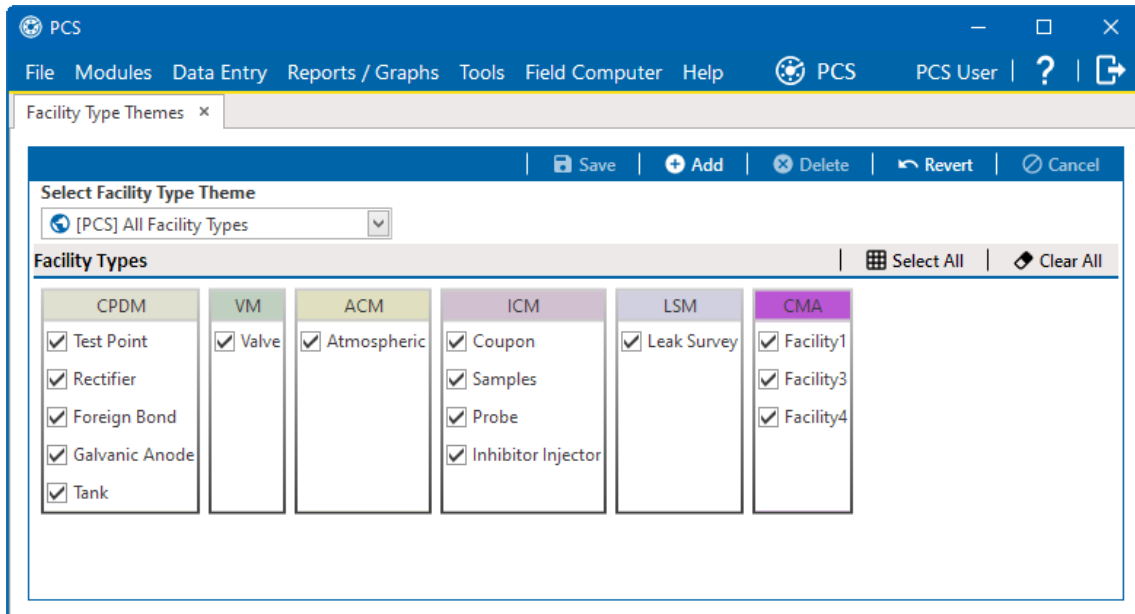 PCS
File Modules Data Entry Reports / Graphs Tools Field Computer Help PCS PCS User | ? |
Facility Type Themes ×
Save Add Delete Revert Cancel
Select Facility Type Theme
[PCS] All Facility Types
Facility Types Select All Clear All
CPDM VM ACM ICM LSM CMA
Test Point Valve Atmospheric Coupon Leak Survey Facility1
Rectifier Samples Facility3
Foreign Bond Probe Facility4
Galvanic Anode Inhibitor Injector
Tank